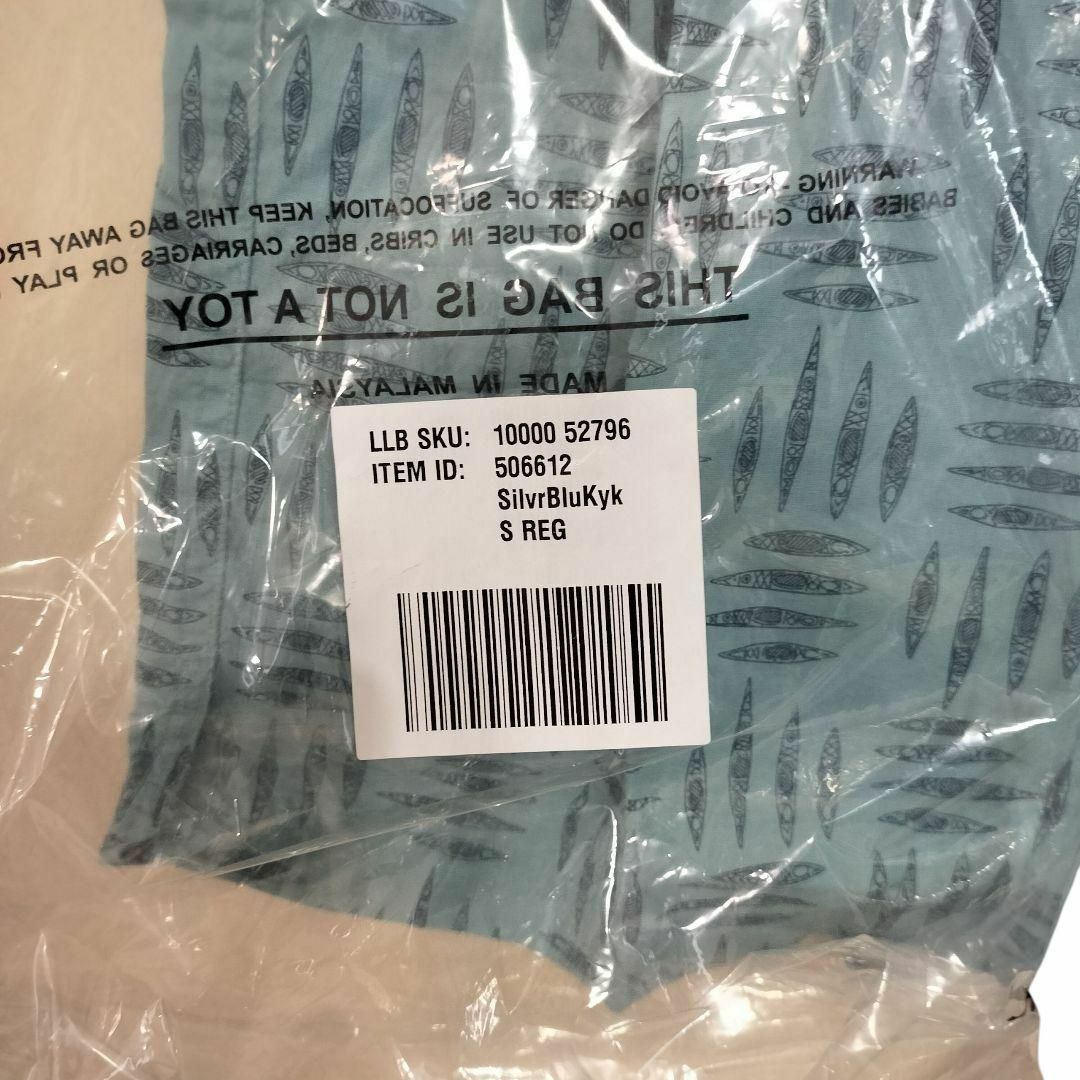 WARNING - TO AVOID DANGER OF SUFFOCATION, KEEP THIS BAG AWAY
BABIES AND CHILDREN. DO NOT USE IN CRIBS, BEDS, CARRIAGES OR PLAY
THIS BAG IS NOT A TOY
MADE IN MALAYSIA
LLB SKU: 10000 52796
ITEM ID: 506612
SilvrBluKyk
S REG